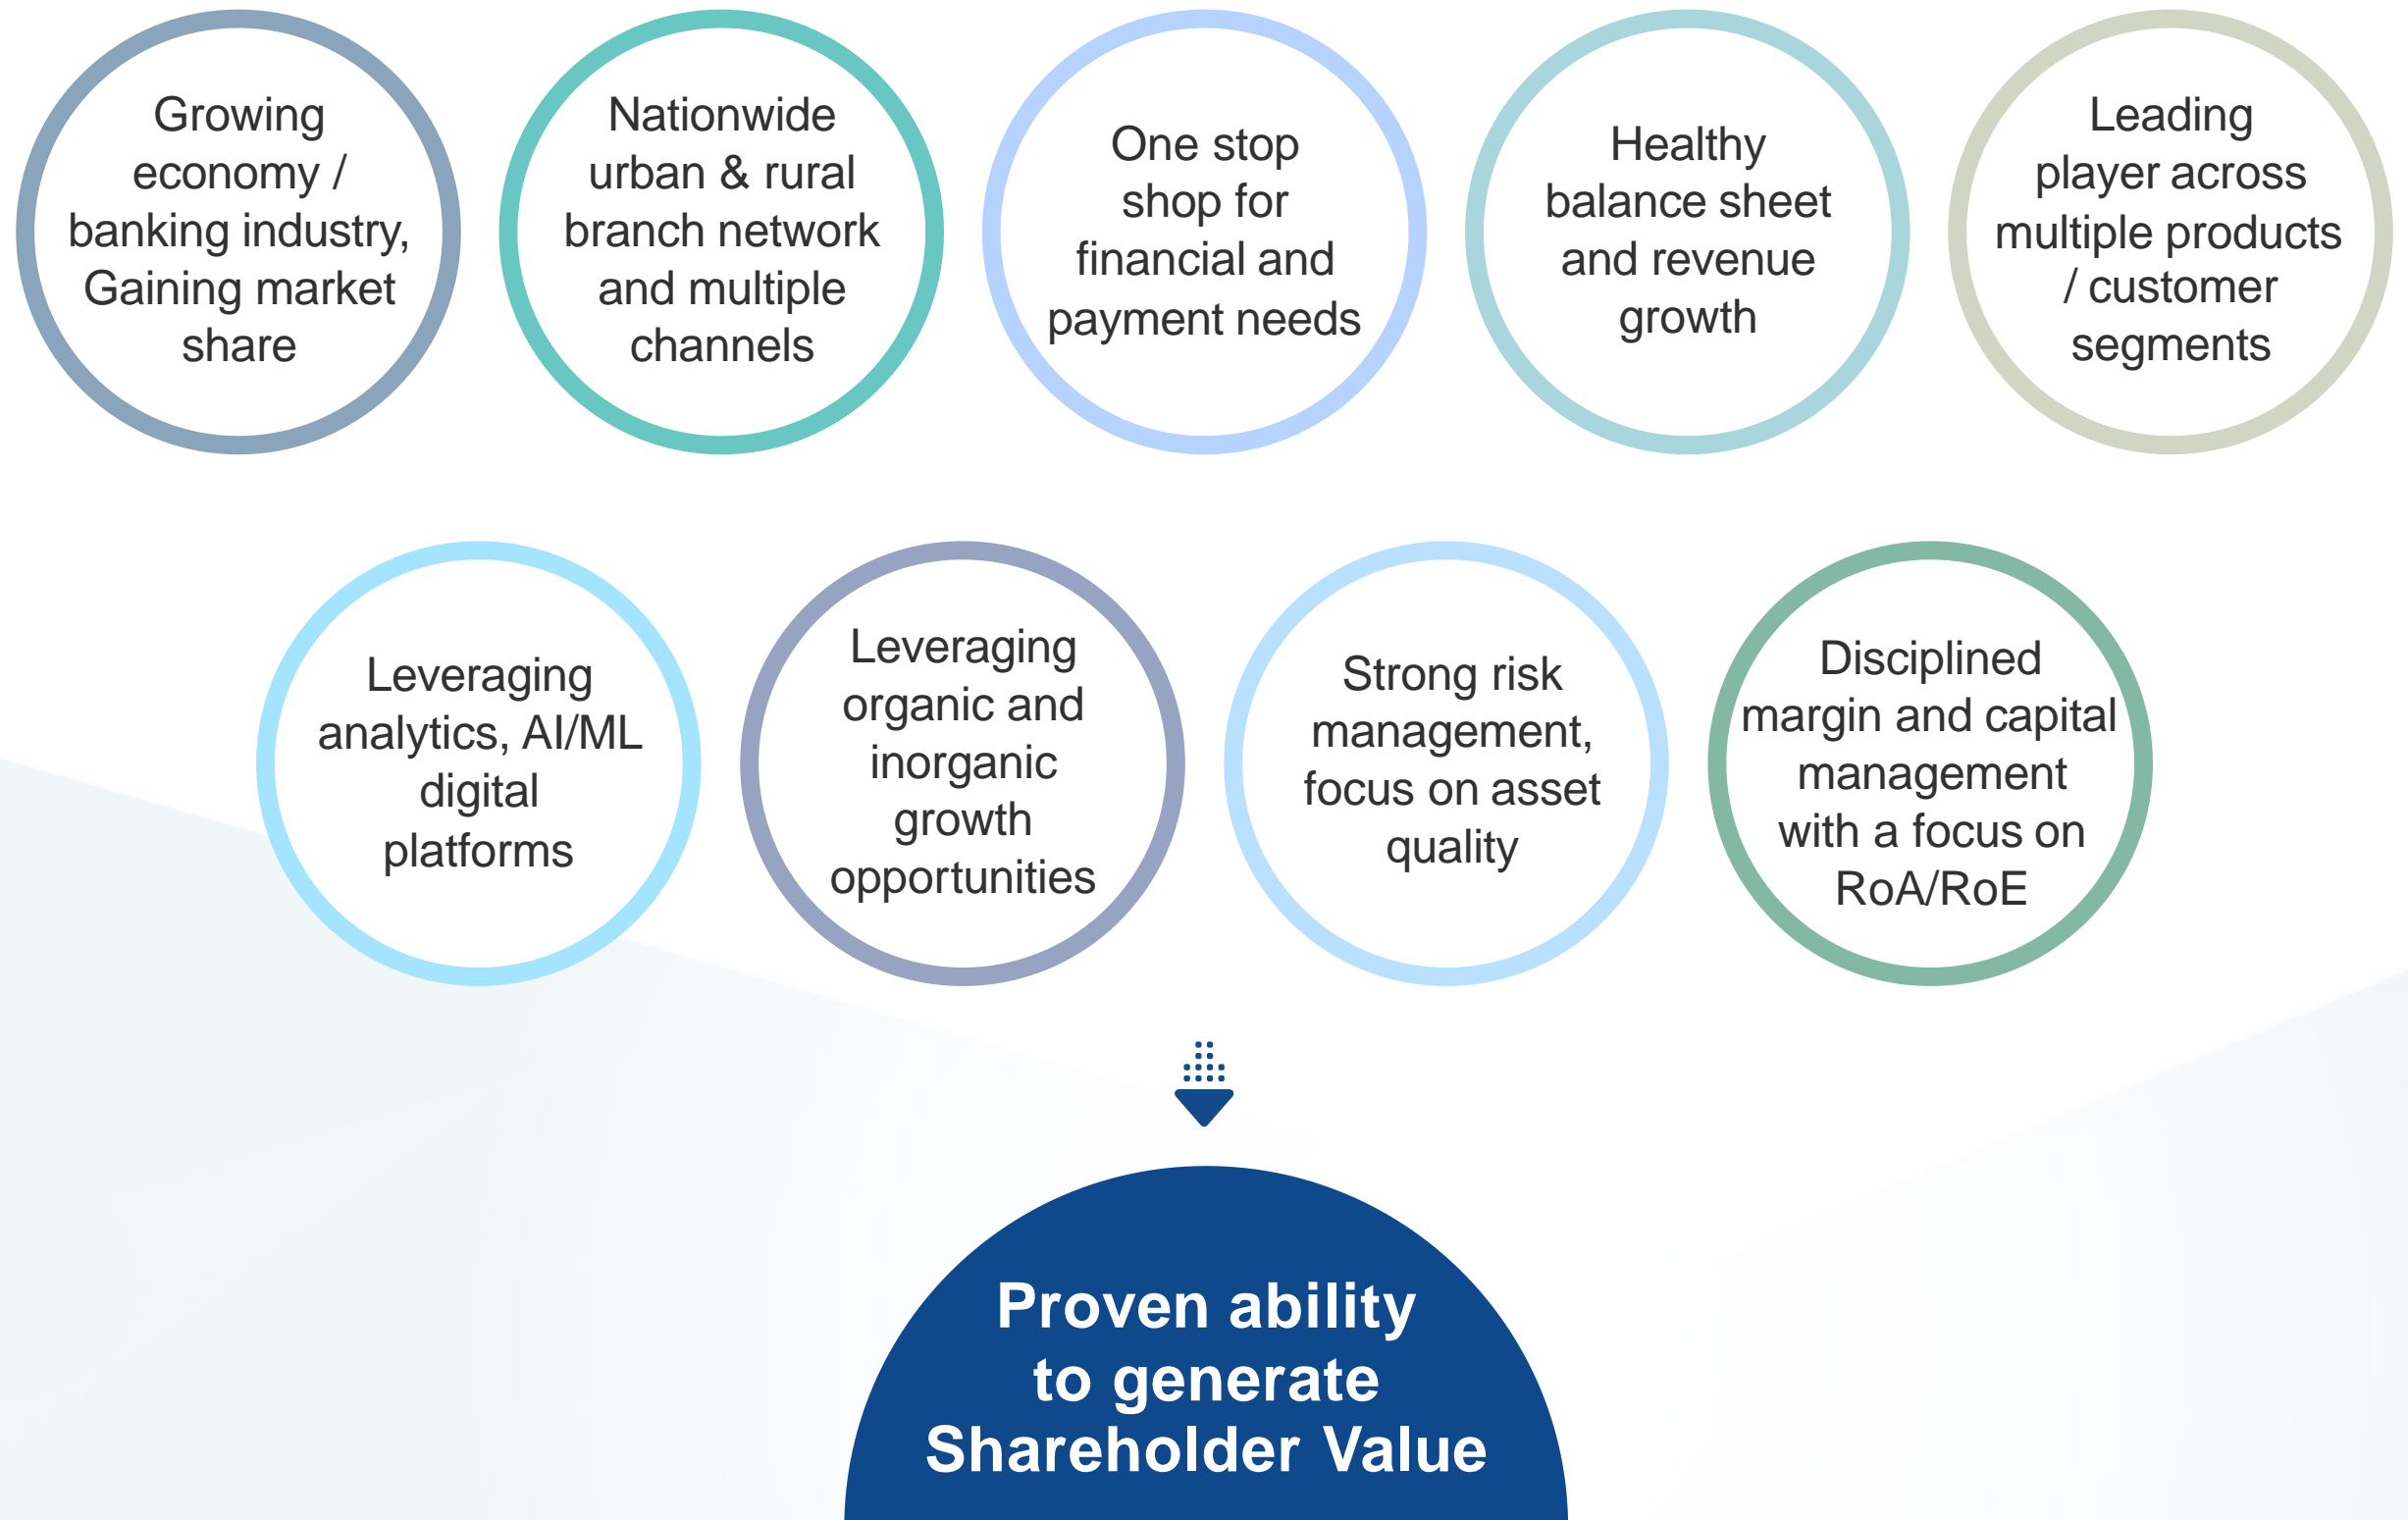 Growing
economy /
banking industry,
Gaining market
share
Nationwide
urban & rural
branch network
and multiple
channels
One stop
shop for
financial and
payment needs
Healthy
balance sheet
and revenue
growth
Leading
player across
multiple products
/ customer
segments
Leveraging
analytics, AI/ML
digital
platforms
Leveraging
organic and
inorganic
growth
opportunities
Strong risk
management,
focus on asset
quality
Disciplined
margin and capital
management
with a focus on
RoA/RoE
Proven ability
to generate
Shareholder Value